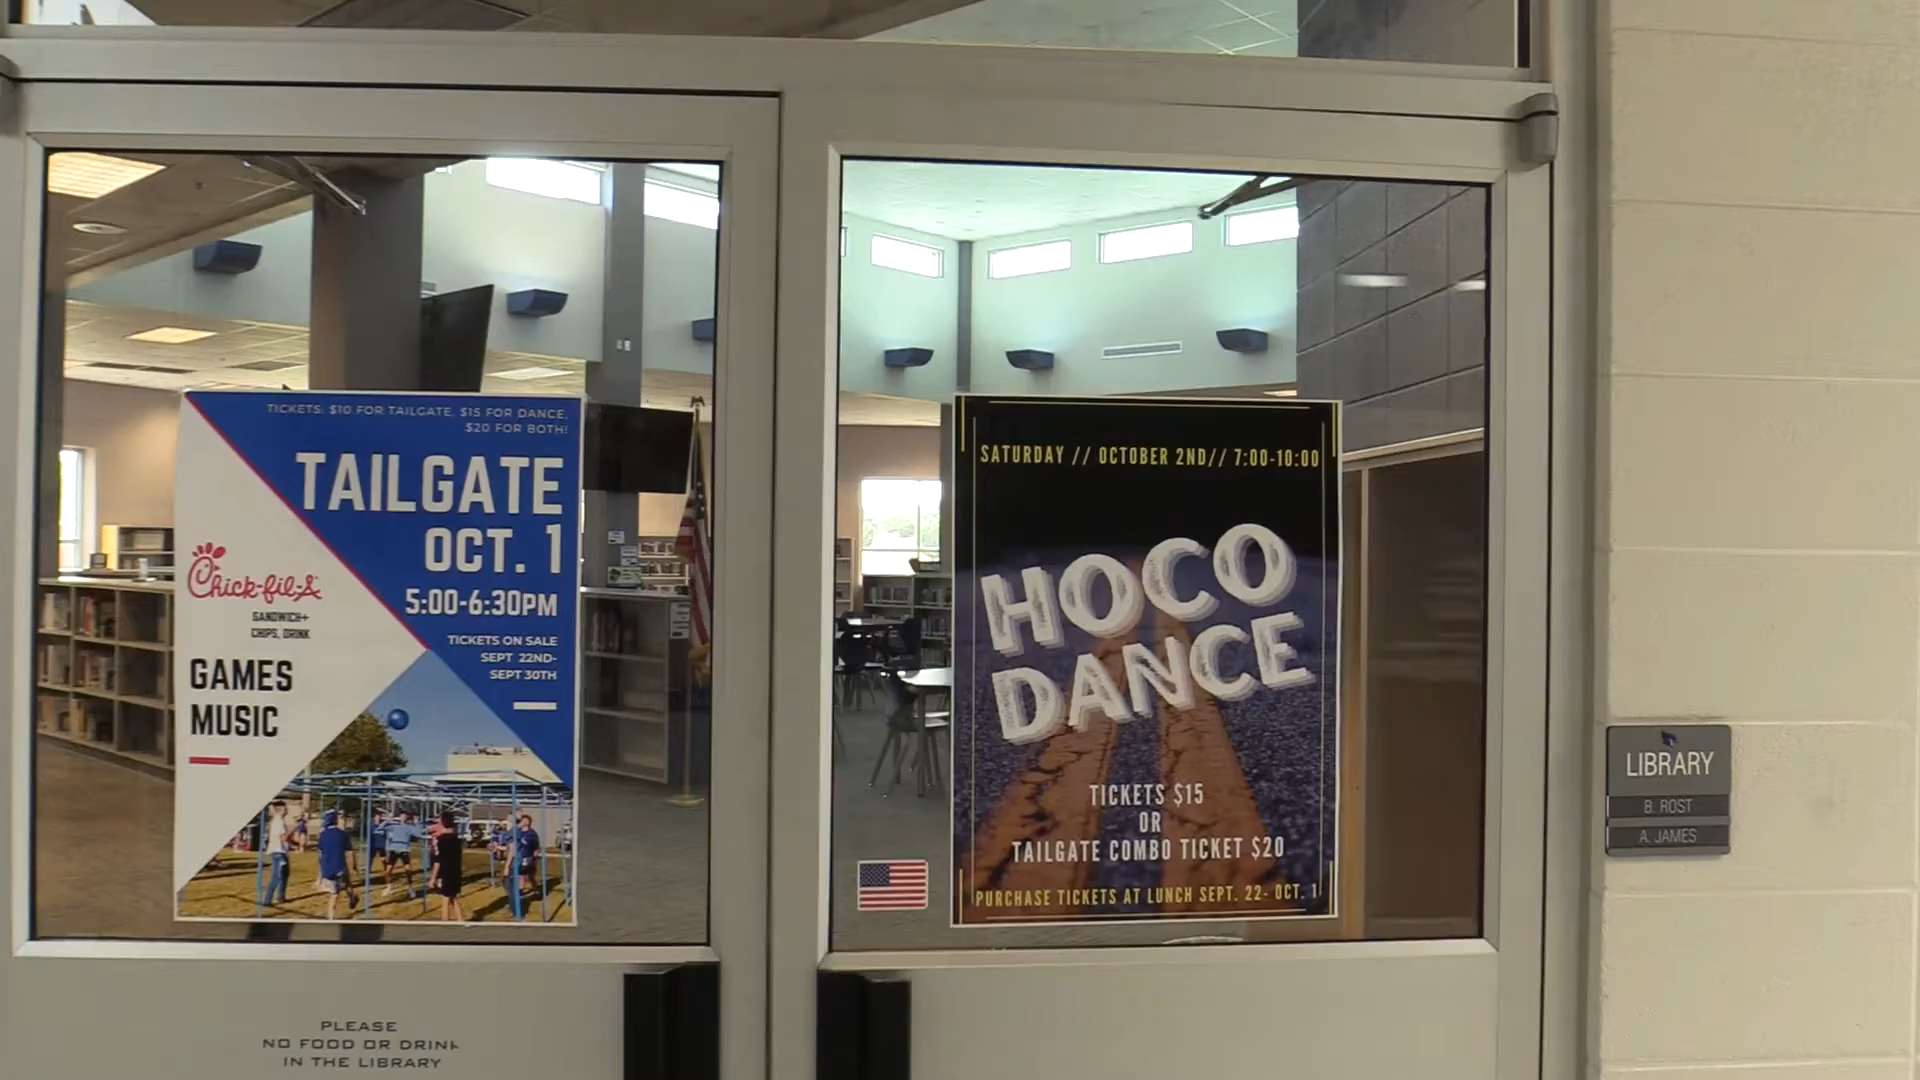 TICKETS: $10 FOR TAILGATE, $15 FOR DANCE,
$20 FOR BOTH!
TAILGATE
OCT. 1
5:00-6:30PM
TICKETS ON SALE
SEPT 22ND-
SEPT 30TH
Chick-fil-A
SANDWICH+
CHIPS, DRINK
GAMES
MUSIC
SATURDAY // OCTOBER 2ND// 7:00-10:00
HOCO
DANCE
TICKETS $15
OR
TAILGATE COMBO TICKET $20
PURCHASE TICKETS AT LUNCH SEPT. 22- OCT. 1
LIBRARY
B. ROST
A. JAMES
PLEASE
NO FOOD OR DRINK
IN THE LIBRARY